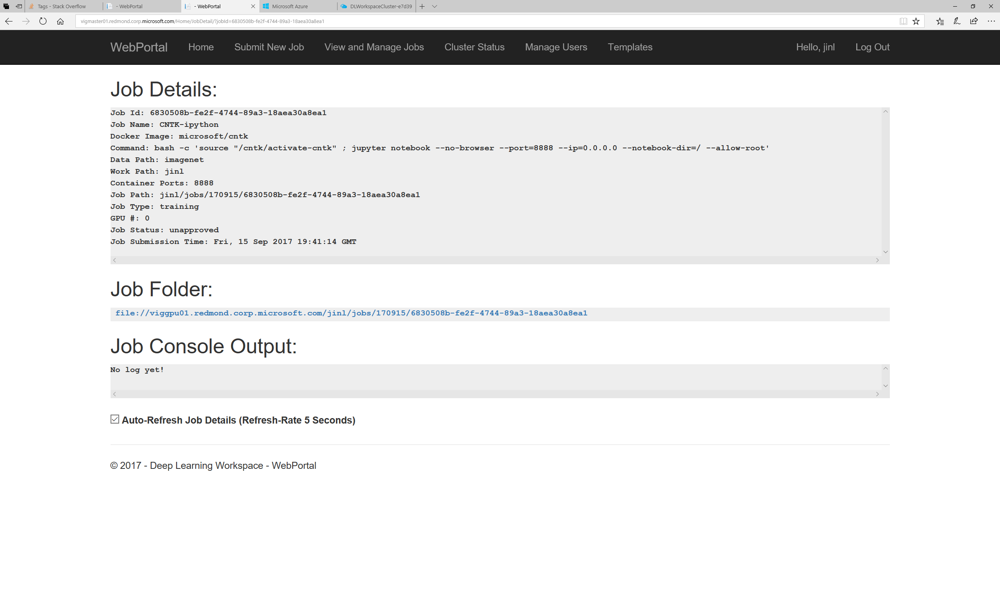 Tags - Stack Overflow
- WebPortal
- WebPortal
Microsoft Azure
DLWorkspaceCluster-e7d39
vigmaster01.redmond.corp.microsoft.com/Home/JobDetail/?jobId=6830508b-fe2f-4744-89a3-18aea30a8ea1
WebPortal Home Submit New Job View and Manage Jobs Cluster Status Manage Users Templates Hello, jinl Log Out
Job Details:
Job Id: 6830508b-fe2f-4744-89a3-18aea30a8ea1
Job Name: CNTK-ipython
Docker Image: microsoft/cntk
Command: bash -c 'source "/cntk/activate-cntk" ; jupyter notebook --no-browser --port=8888 --ip=0.0.0.0 --notebook-dir=/ --allow-root'
Data Path: imagenet
Work Path: jinl
Container Ports: 8888
Job Path: jinl/jobs/170915/6830508b-fe2f-4744-89a3-18aea30a8ea1
Job Type: training
GPU #: 0
Job Status: unapproved
Job Submission Time: Fri, 15 Sep 2017 19:41:14 GMT
Job Folder:
file://viggpu01.redmond.corp.microsoft.com/jinl/jobs/170915/6830508b-fe2f-4744-89a3-18aea30a8ea1
Job Console Output:
No log yet!
Auto-Refresh Job Details (Refresh-Rate 5 Seconds)
© 2017 - Deep Learning Workspace - WebPortal